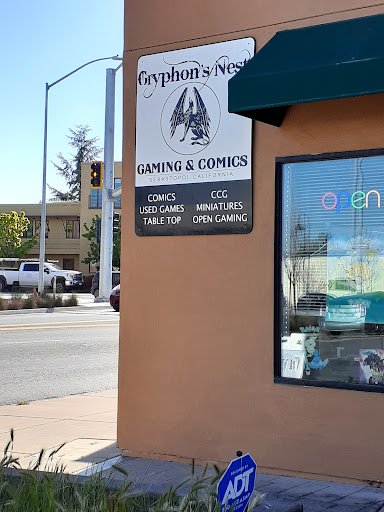 Gryphon's Nest
GAMING & COMICS
SEBASTOPOL CALIFORNIA
COMICS CCG
USED GAMES MINIATURES
TABLE TOP OPEN GAMING
open
ADT